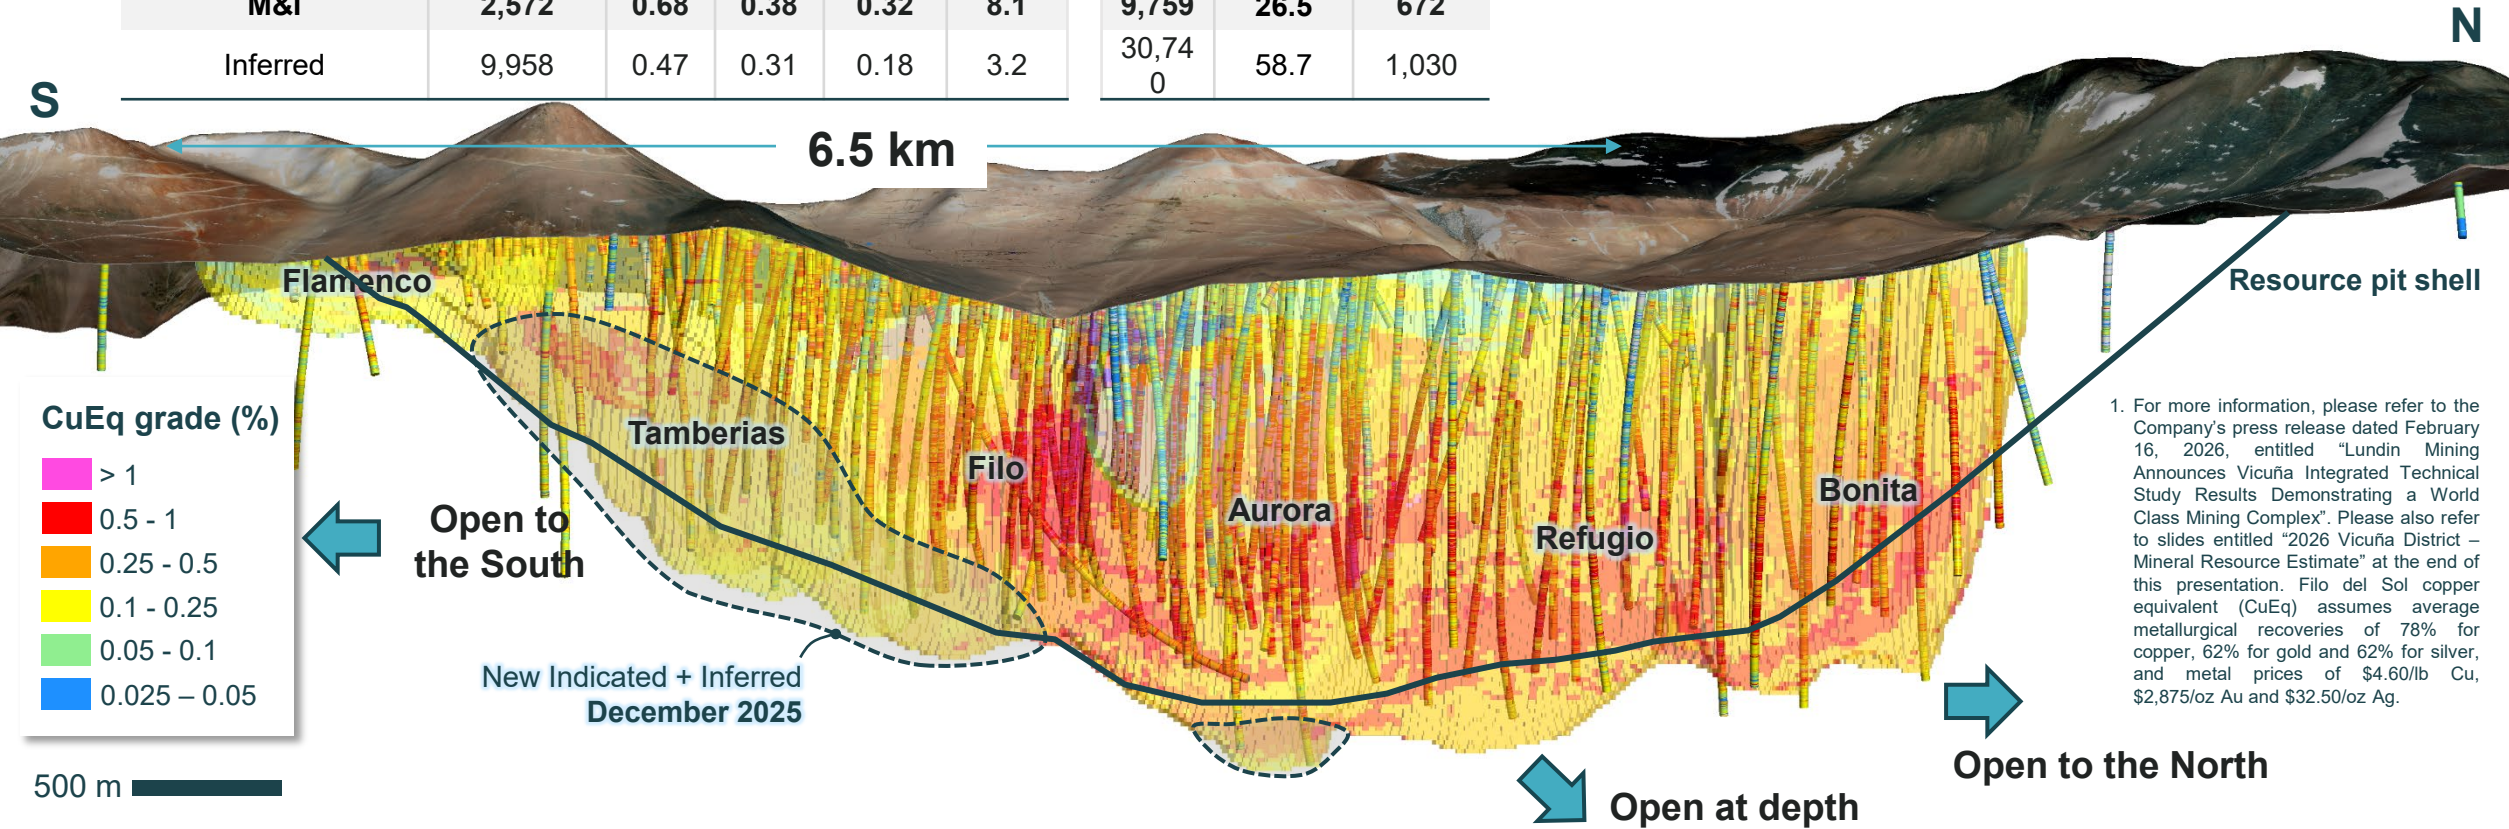 M&I 2,572 0.68 0.38 0.32 8.1 9,759 26.5 672
Inferred 9,958 0.47 0.31 0.18 3.2 30,74 58.7 1,030
0
N
S
6.5 km
Flamenco
Resource pit shell
CuEq grade (%)
> 1
0.5 - 1
0.25 - 0.5
0.1 - 0.25
0.05 - 0.1
0.025 – 0.05
500 m
Tamberias
Filo
Aurora
Refugio
Bonita
Open to
the South
New Indicated + Inferred
December 2025
Open at depth
Open to the North
1. For more information, please refer to the
Company’s press release dated February
16, 2026, entitled “Lundin Mining
Announces Vicuña Integrated Technical
Study Results Demonstrating a World
Class Mining Complex”. Please also refer
to slides entitled “2026 Vicuña District –
Mineral Resource Estimate” at the end of
this presentation. Filo del Sol copper
equivalent (CuEq) assumes average
metallurgical recoveries of 78% for
copper, 62% for gold and 62% for silver,
and metal prices of $4.60/lb Cu,
$2,875/oz Au and $32.50/oz Ag.